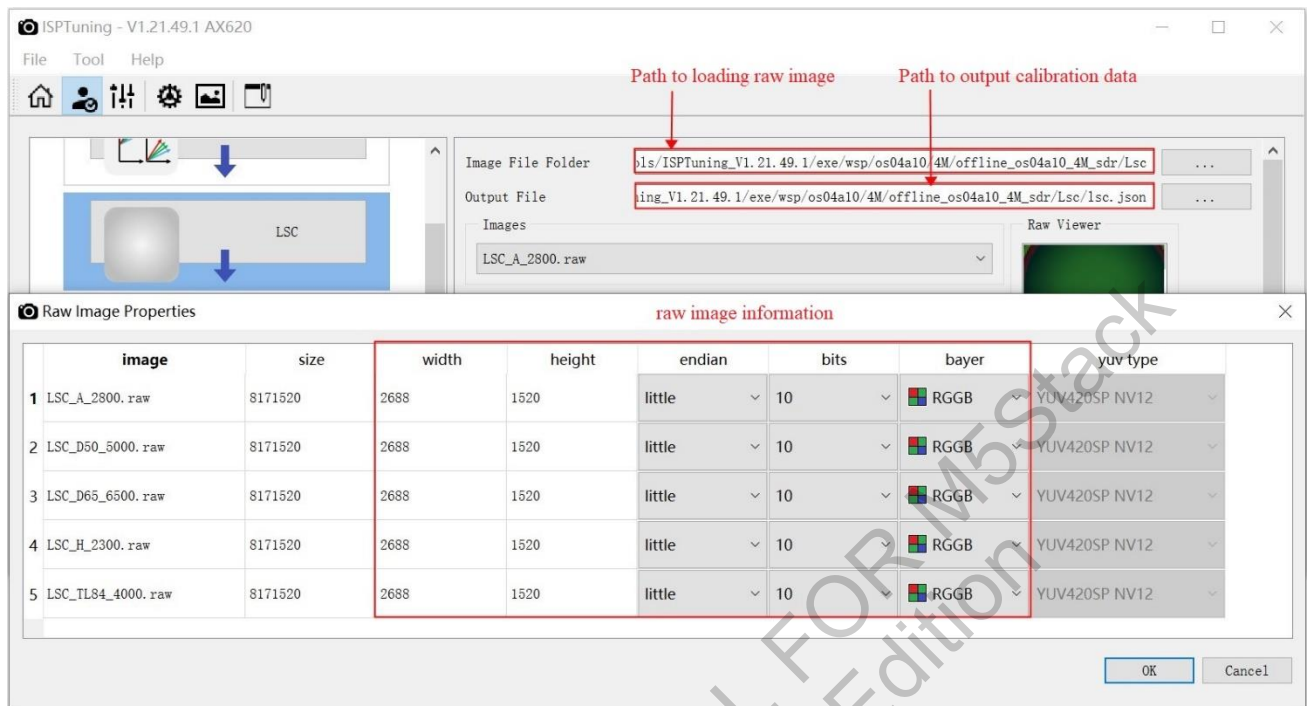 ISPTuning - V1.21.49.1 AX620
File Tool Help
Path to loading raw image Path to output calibration data
Image File Folder ols/ISPTuning_V1.21.49.1/exe/wsp/os04a10/4M/offline_os04a10_4M_sdr/Lsc ...
Output File ning_V1.21.49.1/exe/wsp/os04a10/4M/offline_os04a10_4M_sdr/Lsc/lsc.json ...
LSC
Images
Raw Viewer
LSC_A_2800.raw
Raw Image Properties
raw image information
image size width height endian bits bayer yuv type
1 LSC_A_2800.raw 8171520 2688 1520 little 10 RGGB YUV420SP NV12
2 LSC_D50_5000.raw 8171520 2688 1520 little 10 RGGB YUV420SP NV12
3 LSC_D65_6500.raw 8171520 2688 1520 little 10 RGGB YUV420SP NV12
4 LSC_H_2300.raw 8171520 2688 1520 little 10 RGGB YUV420SP NV12
5 LSC_TL84_4000.raw 8171520 2688 1520 little 10 RGGB YUV420SP NV12
OK Cancel
FOR M5Stack
Edition